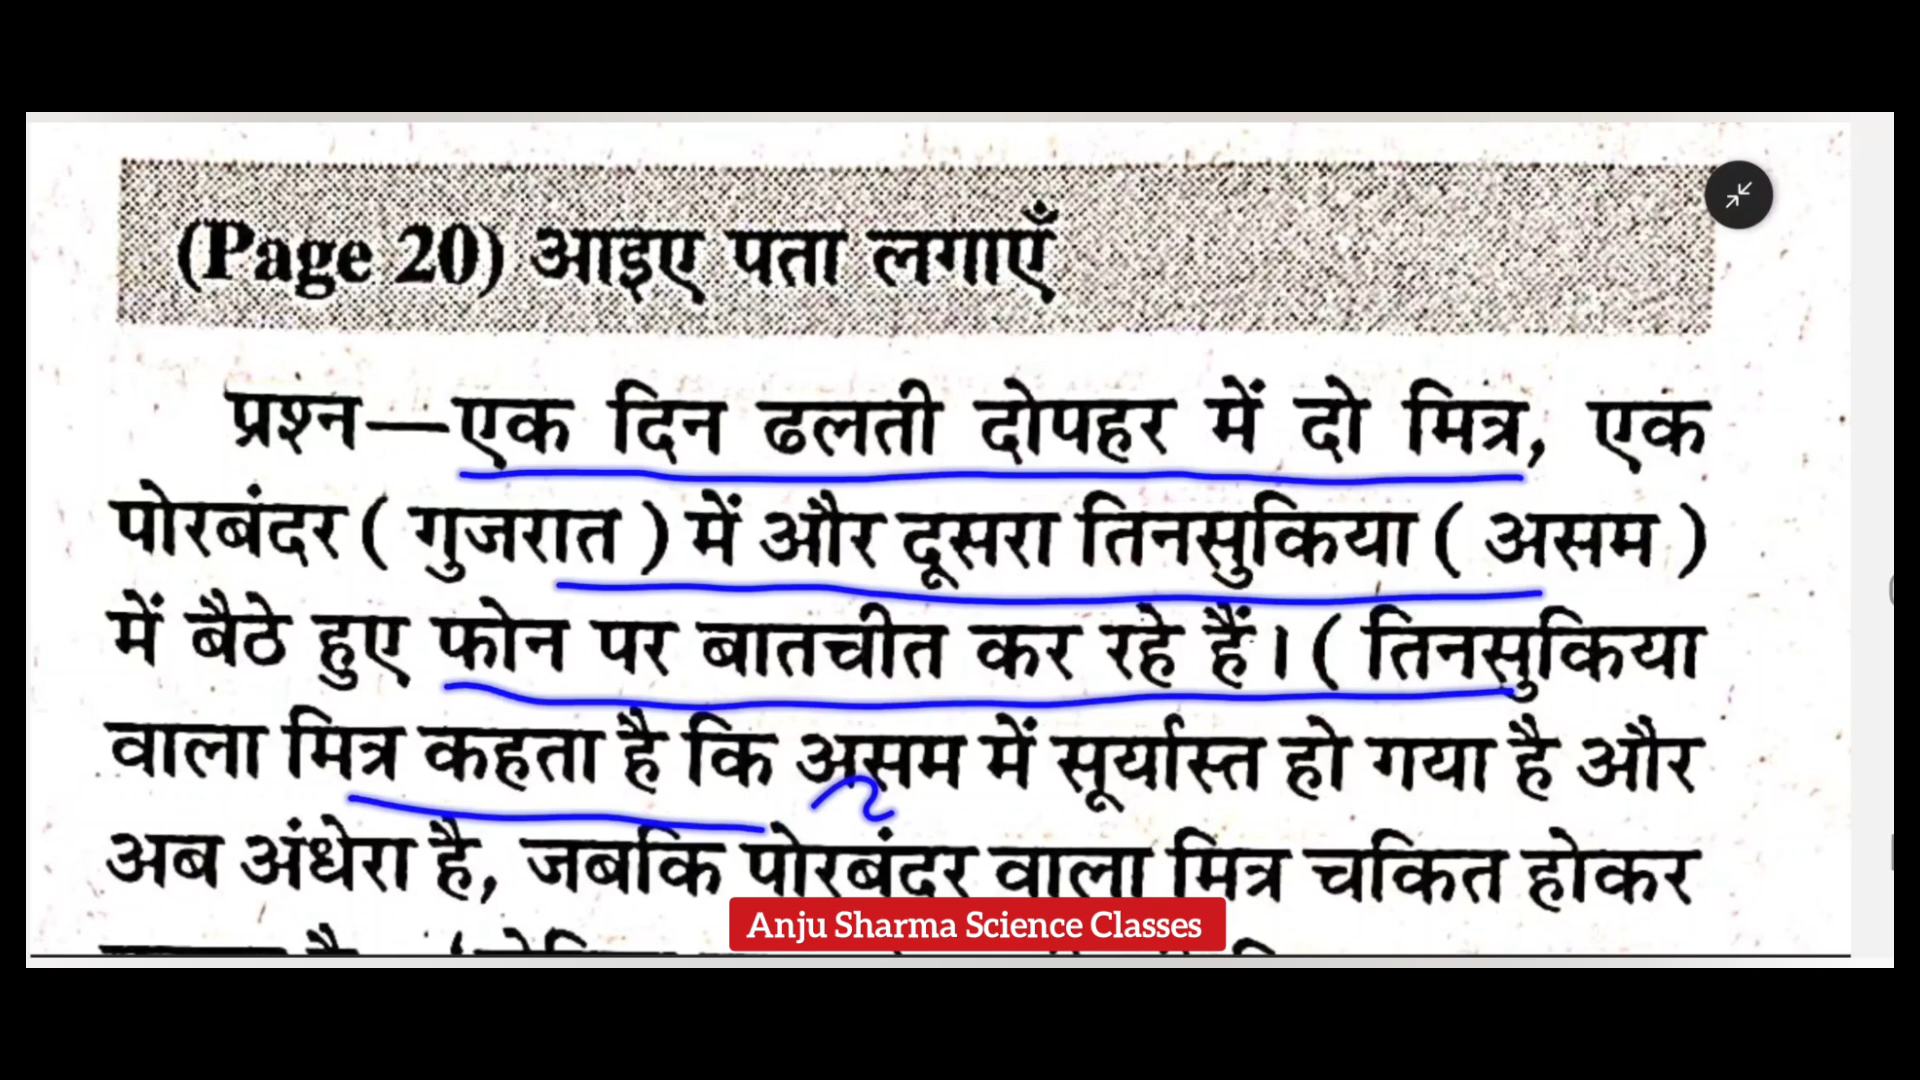 (Page 20) आइए पता लगाएँ
प्रश्न—एक दिन ढलती दोपहर में दो मित्र, एक
पोरबंदर ( गुजरात ) में और दूसरा तिनसुकिया ( असम )
में बैठे हुए फोन पर बातचीत कर रहे हैं। ( तिनसुकिया
वाला मित्र कहता है कि असम में सूर्यास्त हो गया है और
अब अंधेरा है, जबकि पोरबंदर वाला मित्र चकित होकर
Anju Sharma Science Classes